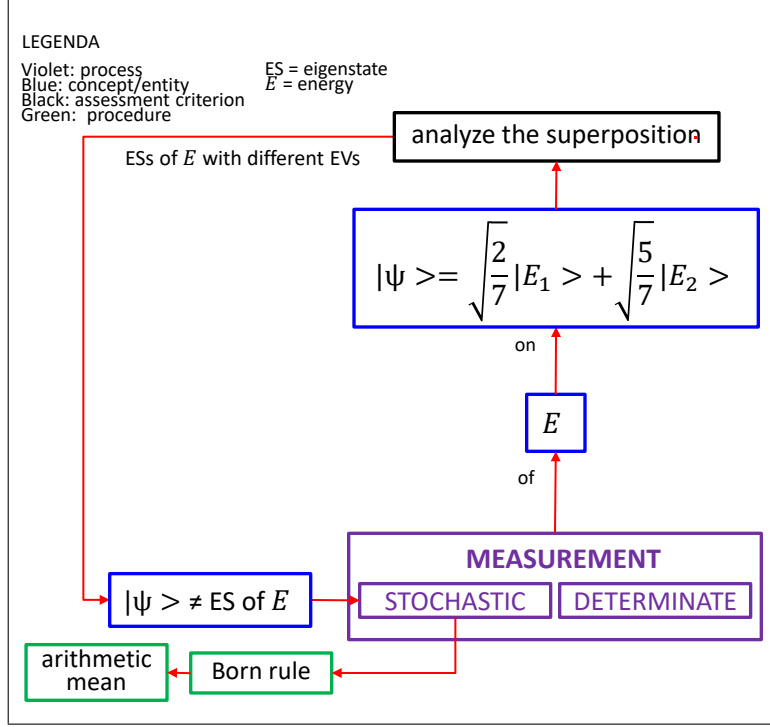 LEGENDA
Violet: process
Blue: concept/entity
Black: assessment criterion
Green: procedure
ES = eigenstate
E = energy
analyze the superposition
ESs of E with different EVs
|ψ >= √(2/7) |E₁ > + √(5/7) |E₂ >
on
E
of
MEASUREMENT
STOCHASTIC
DETERMINATE
|ψ > ≠ ES of E
Born rule
arithmetic
mean